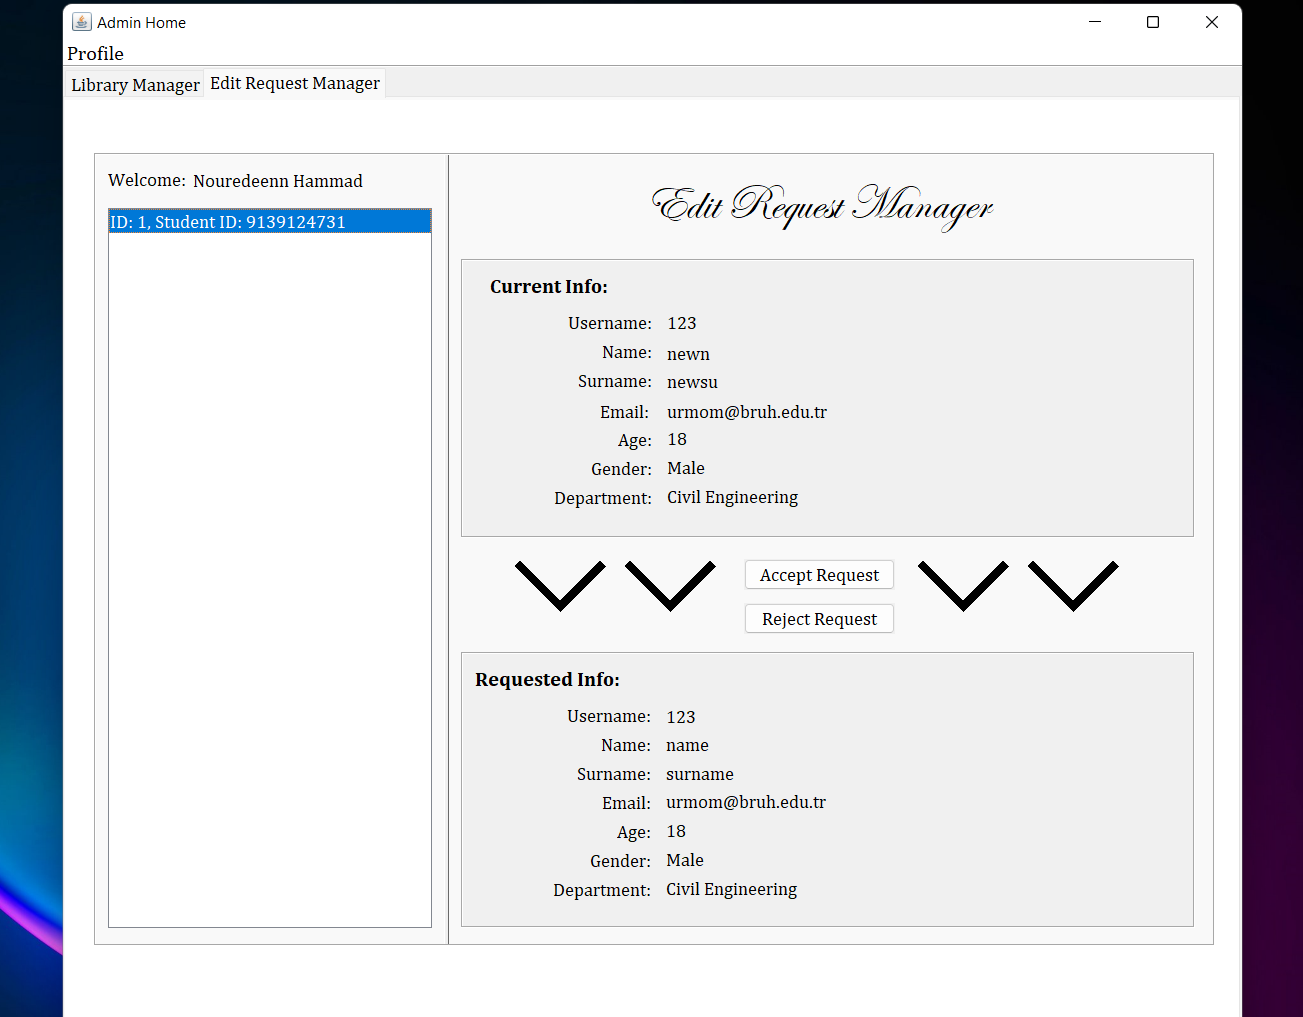 Admin Home
Profile
Library Manager Edit Request Manager
Welcome: Nouredeenn Hammad
ID: 1, Student ID: 9139124731
Edit Request Manager
Current Info:
Username: 123
Name: newn
Surname: newsu
Email: urmom@bruh.edu.tr
Age: 18
Gender: Male
Department: Civil Engineering
Accept Request
Reject Request
Requested Info:
Username: 123
Name: name
Surname: surname
Email: urmom@bruh.edu.tr
Age: 18
Gender: Male
Department: Civil Engineering